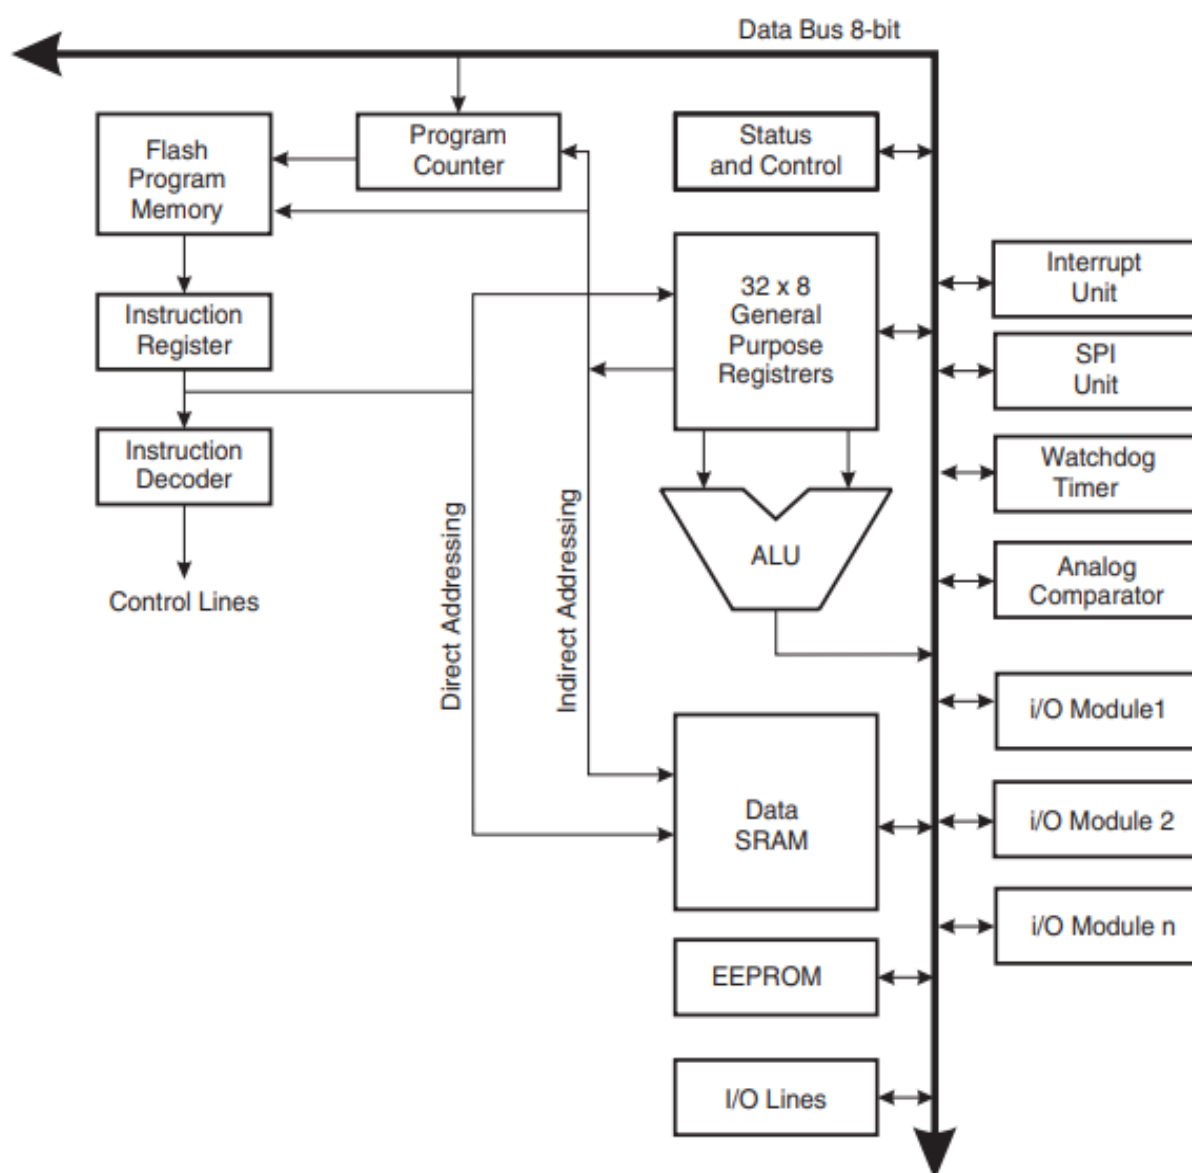 Data Bus 8-bit
Flash
Program
Memory
Program
Counter
Status
and Control
32 x 8
General
Purpose
Registrers
Interrupt
Unit
Instruction
Register
SPI
Unit
Instruction
Decoder
Watchdog
Timer
Direct Addressing
Indirect Addressing
ALU
Analog
Comparator
Control Lines
i/O Module1
Data
SRAM
i/O Module 2
i/O Module n
EEPROM
I/O Lines